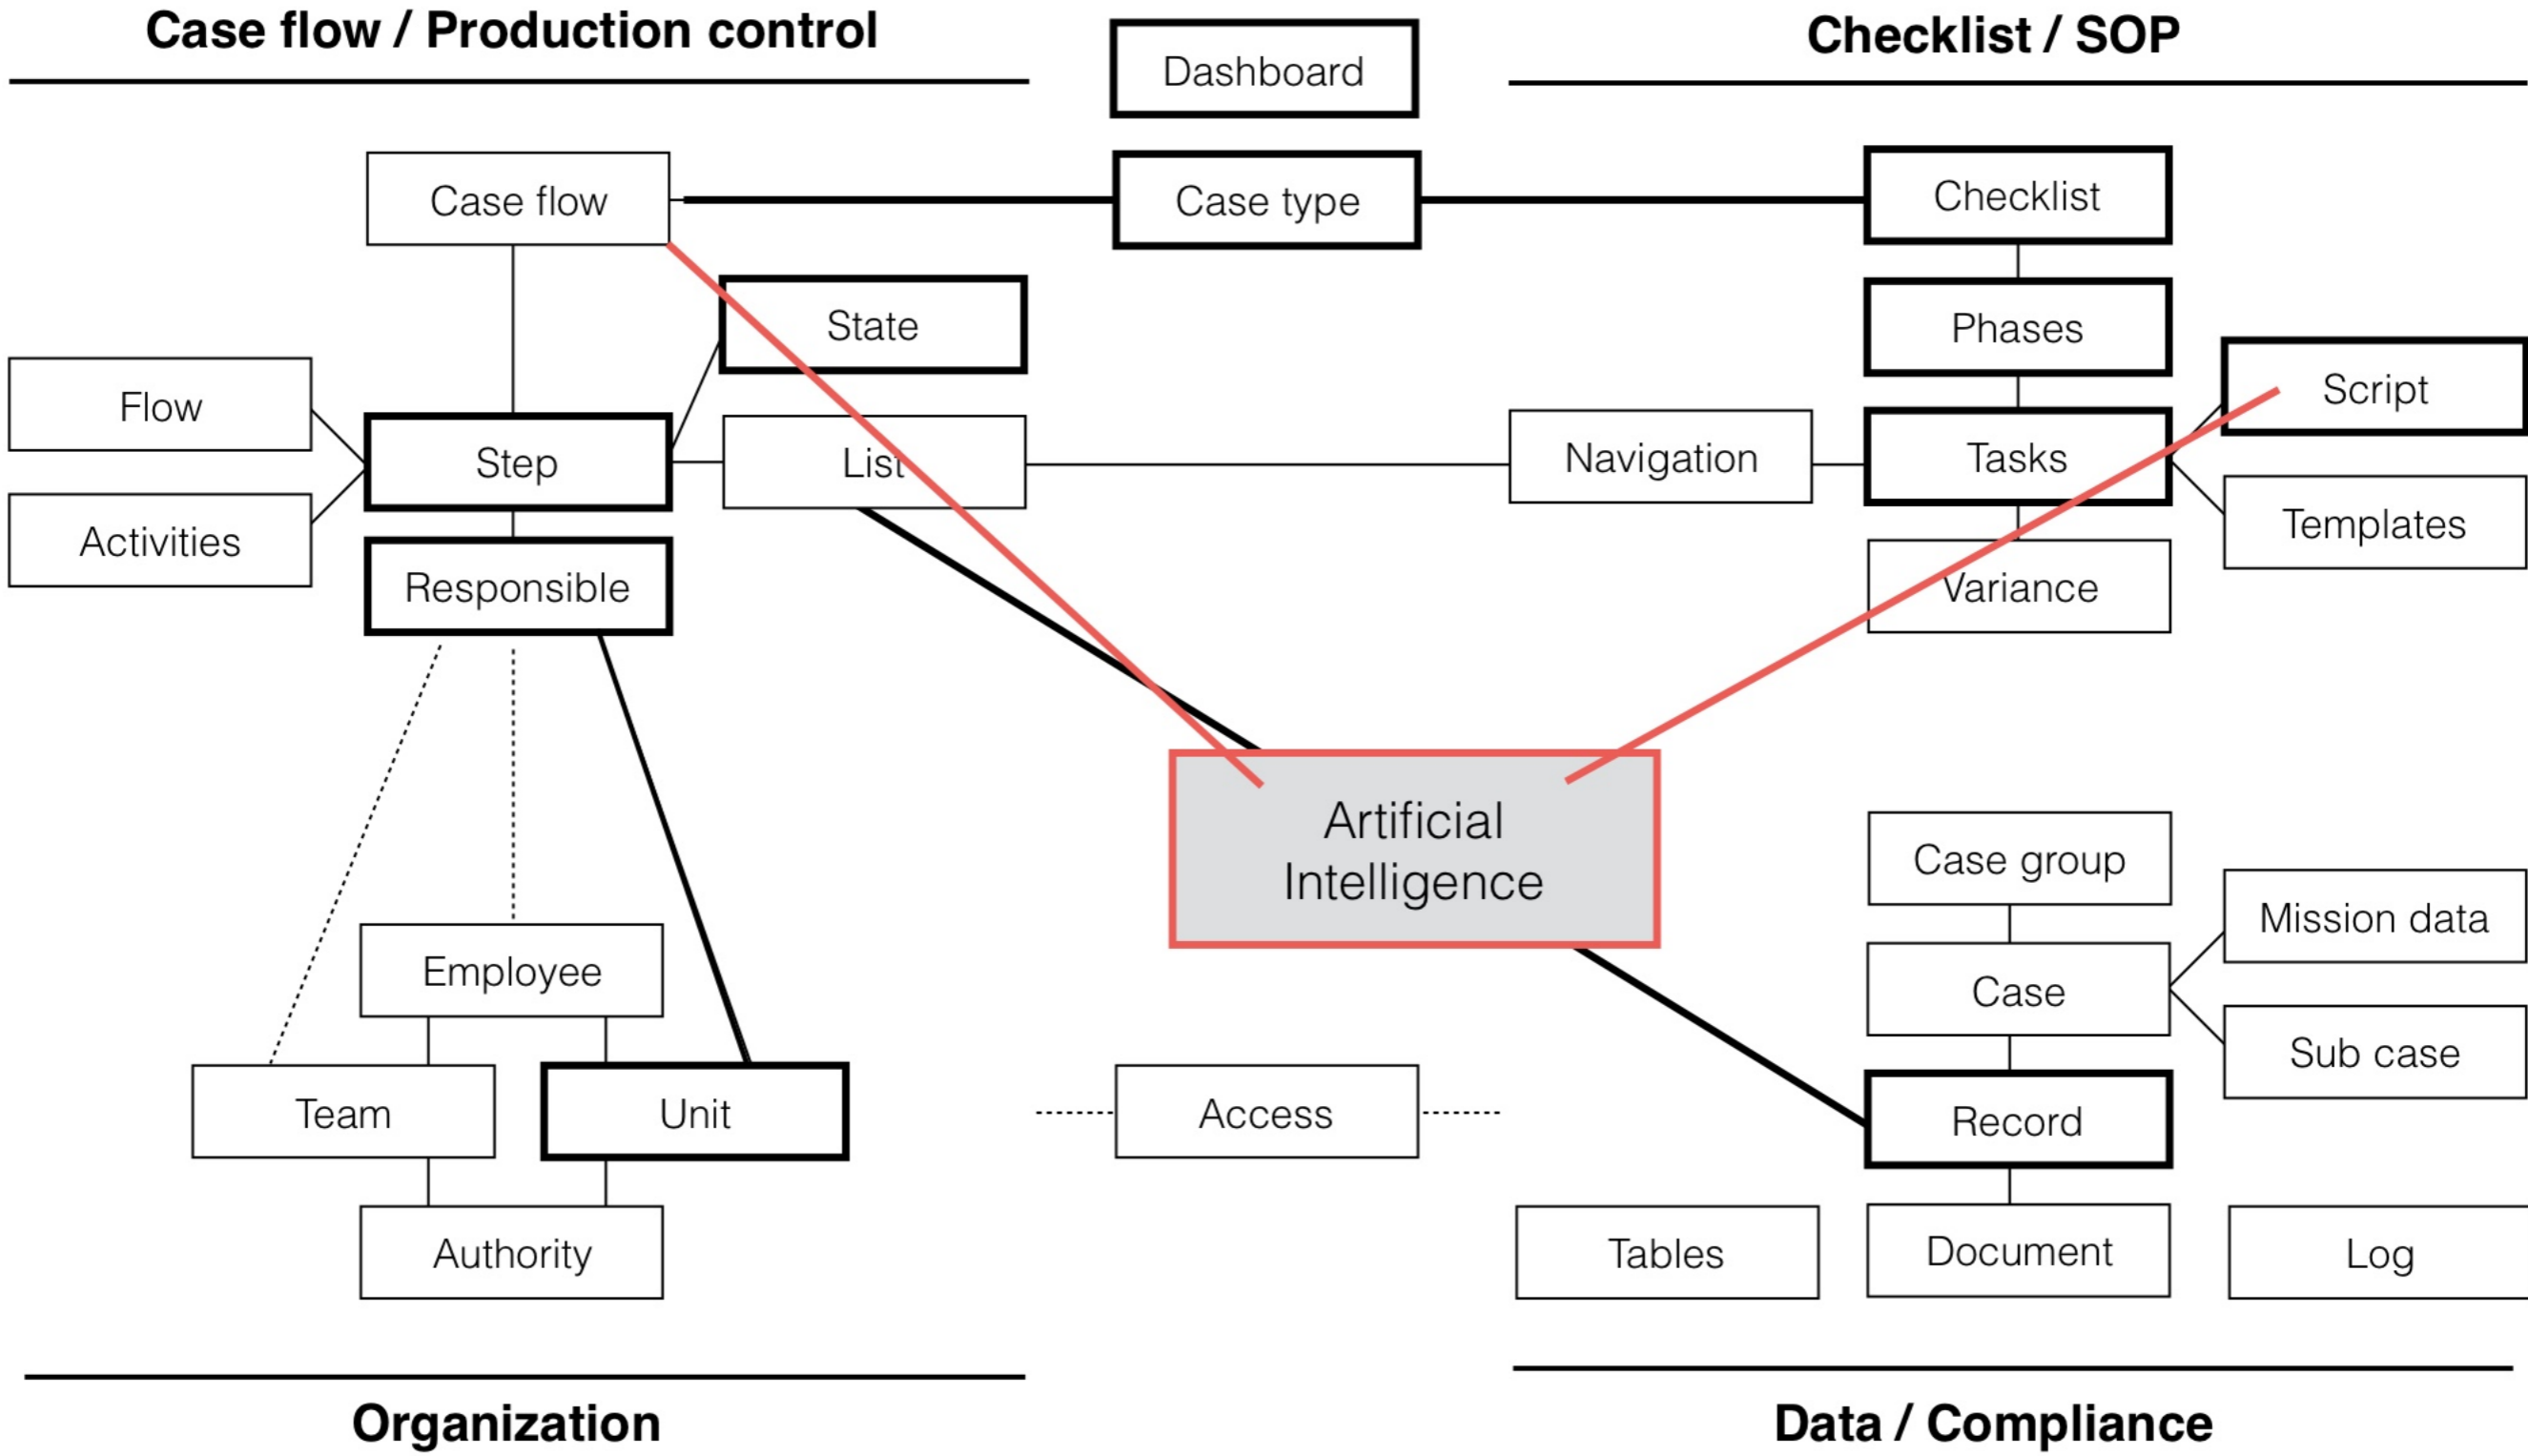 Case flow / Production control
Checklist / SOP
Dashboard
Case flow
Case type
Checklist
State
Phases
Flow
Script
Step
List
Navigation
Tasks
Activities
Templates
Responsible
Variance
Artificial
Intelligence
Case group
Mission data
Employee
Case
Sub case
Team
Unit
Access
Record
Authority
Tables
Document
Log
Organization
Data / Compliance